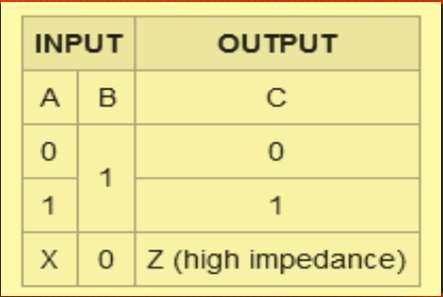 INPUT OUTPUT
A B C
0 0
1
1 1
X 0 Z (high impedance)